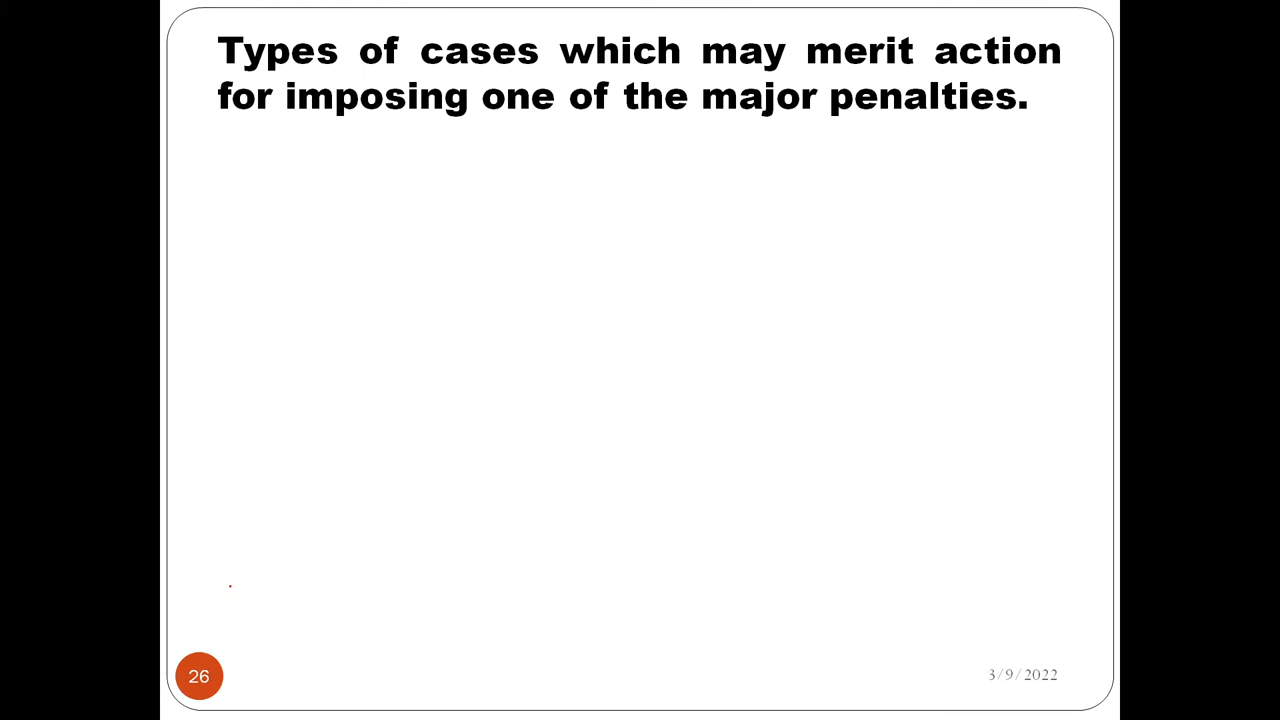 Types of cases which may merit action
for imposing one of the major penalties.
26
3/9/2022